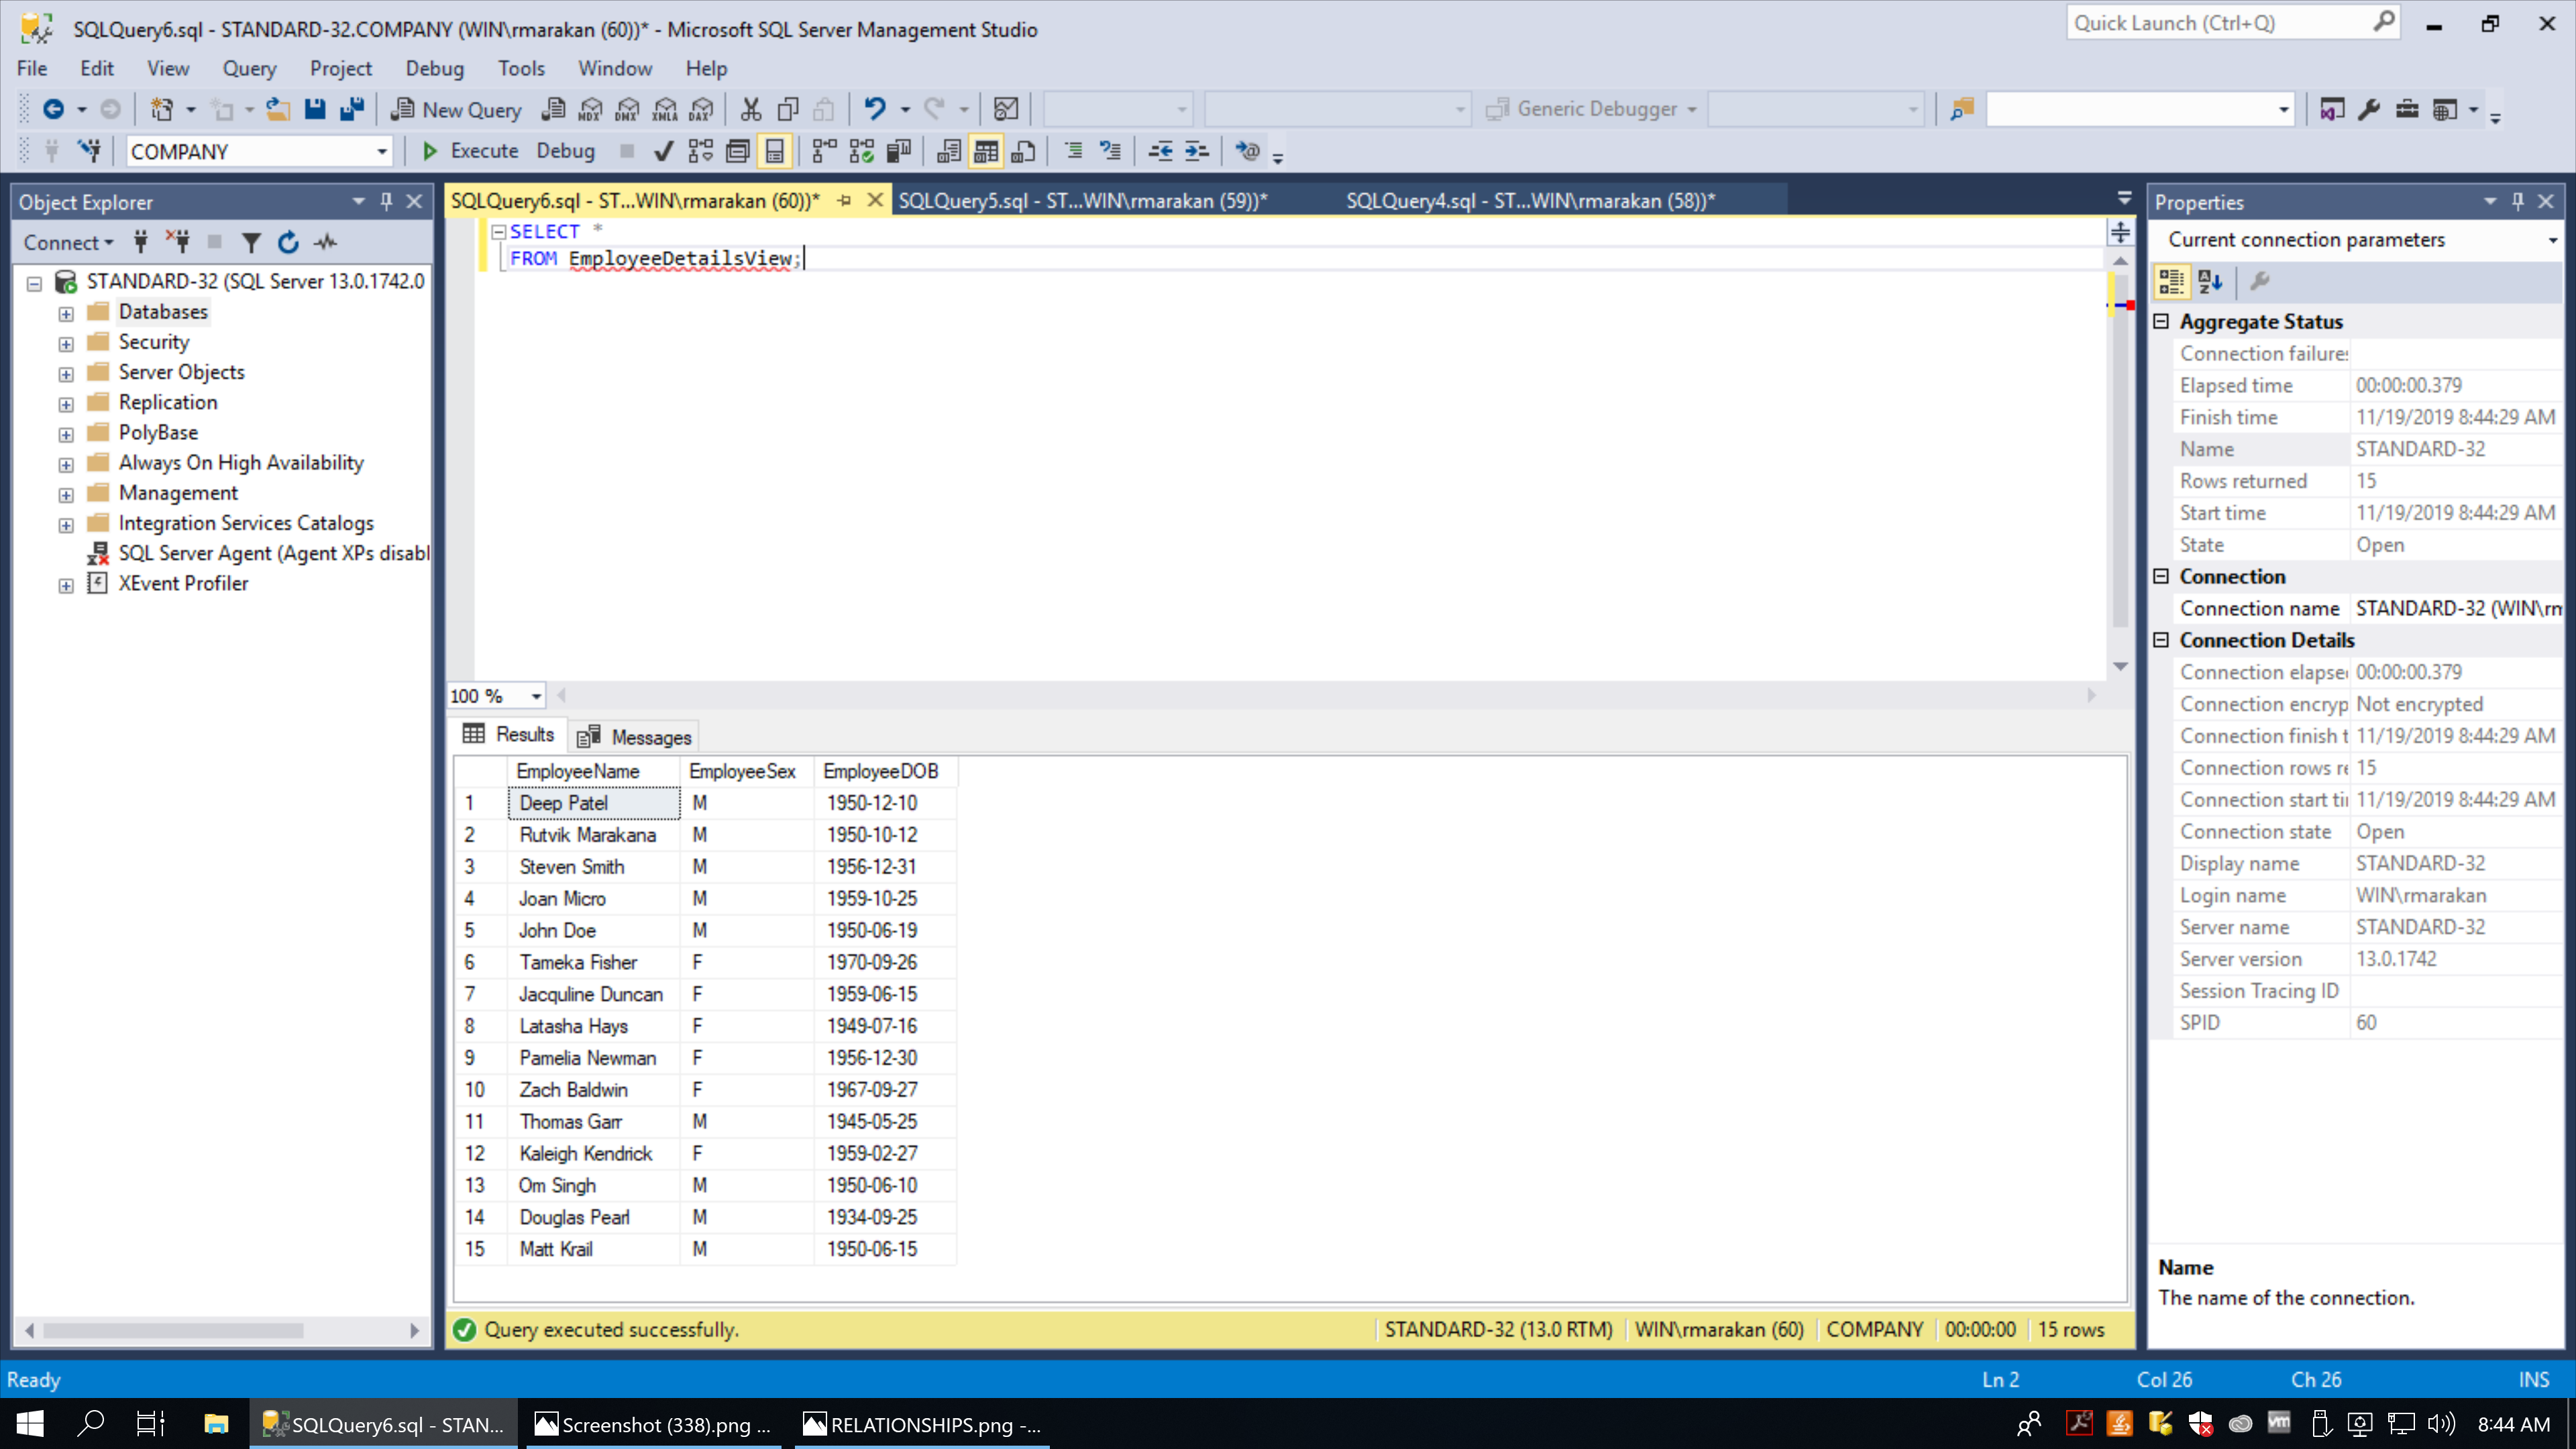 SQLQuery6.sql - STANDARD-32.COMPANY (WIN\rmarakan (60))* - Microsoft SQL Server Management Studio
Quick Launch (Ctrl+Q)
File Edit View Query Project Debug Tools Window Help
New Query MDX DMX XMLA DAX Generic Debugger
COMPANY Execute Debug
Object Explorer
Connect
STANDARD-32 (SQL Server 13.0.1742.0
Databases
Security
Server Objects
Replication
PolyBase
Always On High Availability
Management
Integration Services Catalogs
SQL Server Agent (Agent XPs disabl
XEvent Profiler
SQLQuery6.sql - ST...WIN\rmarakan (60))* SQLQuery5.sql - ST...WIN\rmarakan (59))* SQLQuery4.sql - ST...WIN\rmarakan (58))*
SELECT *
FROM EmployeeDetailsView;
100 %
Results Messages
EmployeeName EmployeeSex EmployeeDOB
1 Deep Patel M 1950-12-10
2 Rutvik Marakana M 1950-10-12
3 Steven Smith M 1956-12-31
4 Joan Micro M 1959-10-25
5 John Doe M 1950-06-19
6 Tameka Fisher F 1970-09-26
7 Jacquline Duncan F 1959-06-15
8 Latasha Hays F 1949-07-16
9 Pamelia Newman F 1956-12-30
10 Zach Baldwin F 1967-09-27
11 Thomas Garr M 1945-05-25
12 Kaleigh Kendrick F 1959-02-27
13 Om Singh M 1950-06-10
14 Douglas Pearl M 1934-09-25
15 Matt Krail M 1950-06-15
Query executed successfully. STANDARD-32 (13.0 RTM) WIN\rmarakan (60) COMPANY 00:00:00 15 rows
Properties
Current connection parameters
Aggregate Status
Connection failures
Elapsed time 00:00:00.379
Finish time 11/19/2019 8:44:29 AM
Name STANDARD-32
Rows returned 15
Start time 11/19/2019 8:44:29 AM
State Open
Connection
Connection name STANDARD-32 (WIN\rm
Connection Details
Connection elapse 00:00:00.379
Connection encryp Not encrypted
Connection finish t 11/19/2019 8:44:29 AM
Connection rows re 15
Connection start ti 11/19/2019 8:44:29 AM
Connection state Open
Display name STANDARD-32
Login name WIN\rmarakan
Server name STANDARD-32
Server version 13.0.1742
Session Tracing ID
SPID 60
Name
The name of the connection.
Ready Ln 2 Col 26 Ch 26 INS
SQLQuery6.sql - STAN... Screenshot (338).png ... RELATIONSHIPS.png -... vm 8:44 AM